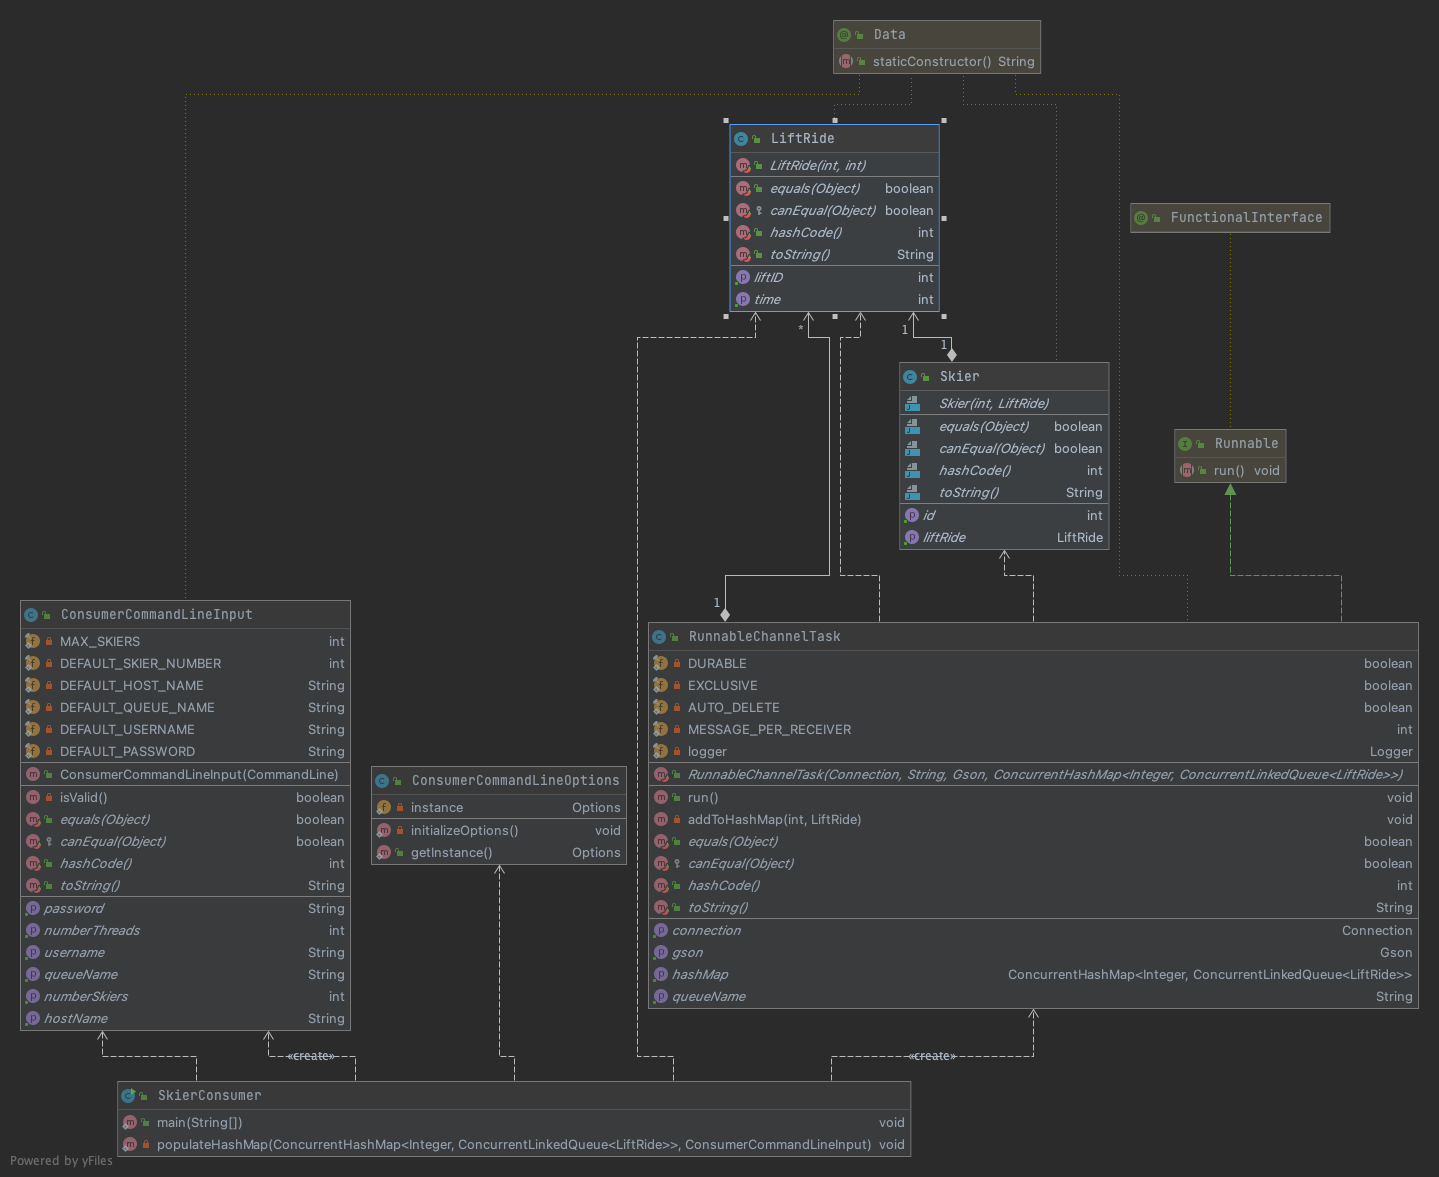 Data
staticConstructor() String
LiftRide
LiftRide(int, int)
equals(Object) boolean
canEqual(Object) boolean
hashCode() int
toString() String
liftID int
time int
FunctionalInterface
* 1
1
Skier
Skier(int, LiftRide)
equals(Object) boolean
canEqual(Object) boolean
hashCode() int
toString() String
id int
liftRide LiftRide
Runnable
run() void
1
ConsumerCommandLineInput
MAX_SKIERS int
DEFAULT_SKIER_NUMBER int
DEFAULT_HOST_NAME String
DEFAULT_QUEUE_NAME String
DEFAULT_USERNAME String
DEFAULT_PASSWORD String
ConsumerCommandLineInput(CommandLine)
isValid() boolean
equals(Object) boolean
canEqual(Object) boolean
hashCode() int
toString() String
password String
numberThreads int
username String
queueName String
numberSkiers int
hostName String
ConsumerCommandLineOptions
instance Options
initializeOptions() void
getInstance() Options
RunnableChannelTask
DURABLE boolean
EXCLUSIVE boolean
AUTO_DELETE boolean
MESSAGE_PER_RECEIVER int
logger Logger
RunnableChannelTask(Connection, String, Gson, ConcurrentHashMap<Integer, ConcurrentLinkedQueue<LiftRide>>)
run() void
addToHashMap(int, LiftRide) void
equals(Object) boolean
canEqual(Object) boolean
hashCode() int
toString() String
connection Connection
gson Gson
hashMap ConcurrentHashMap<Integer, ConcurrentLinkedQueue<LiftRide>>
queueName String
«create» «create»
SkierConsumer
main(String[]) void
populateHashMap(ConcurrentHashMap<Integer, ConcurrentLinkedQueue<LiftRide>>, ConsumerCommandLineInput) void
Powered by yFiles